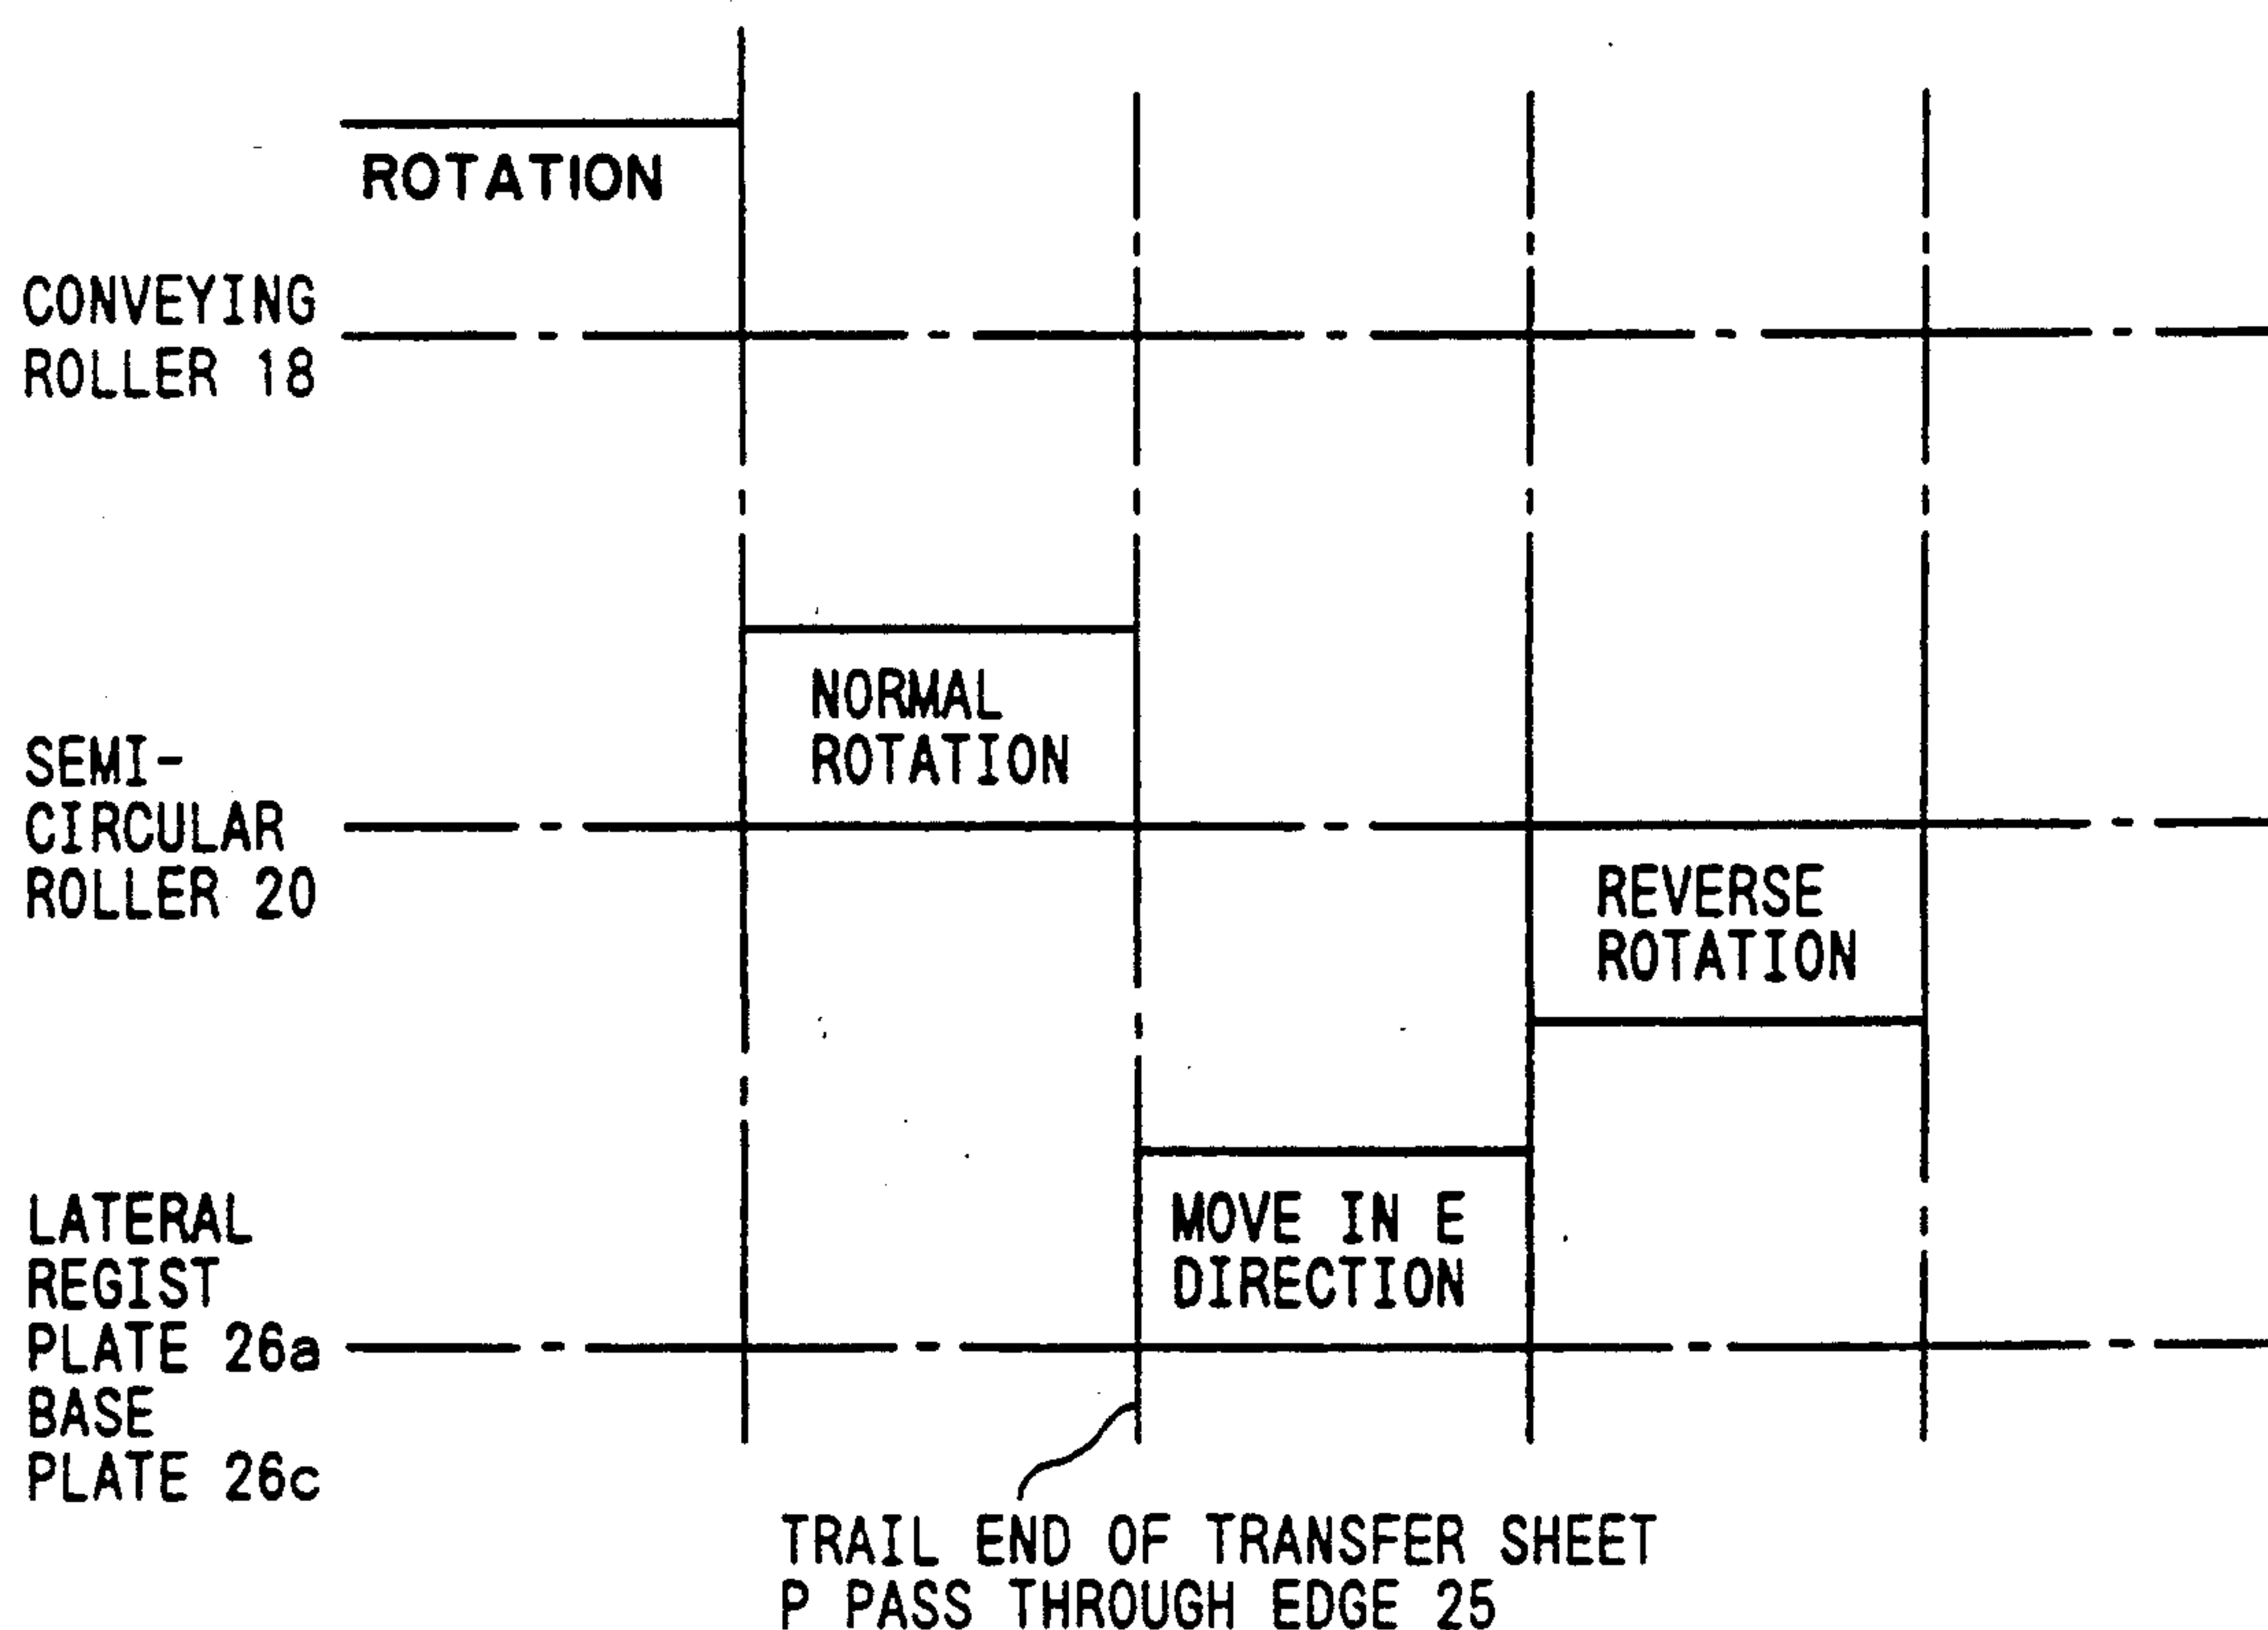 ROTATION
CONVEYING
ROLLER 18
NORMAL
ROTATION
SEMI-
CIRCULAR
ROLLER 20
REVERSE
ROTATION
LATERAL
REGIST
PLATE 26a
BASE
PLATE 26c
MOVE IN E
DIRECTION
TRAIL END OF TRANSFER SHEET
P PASS THROUGH EDGE 25